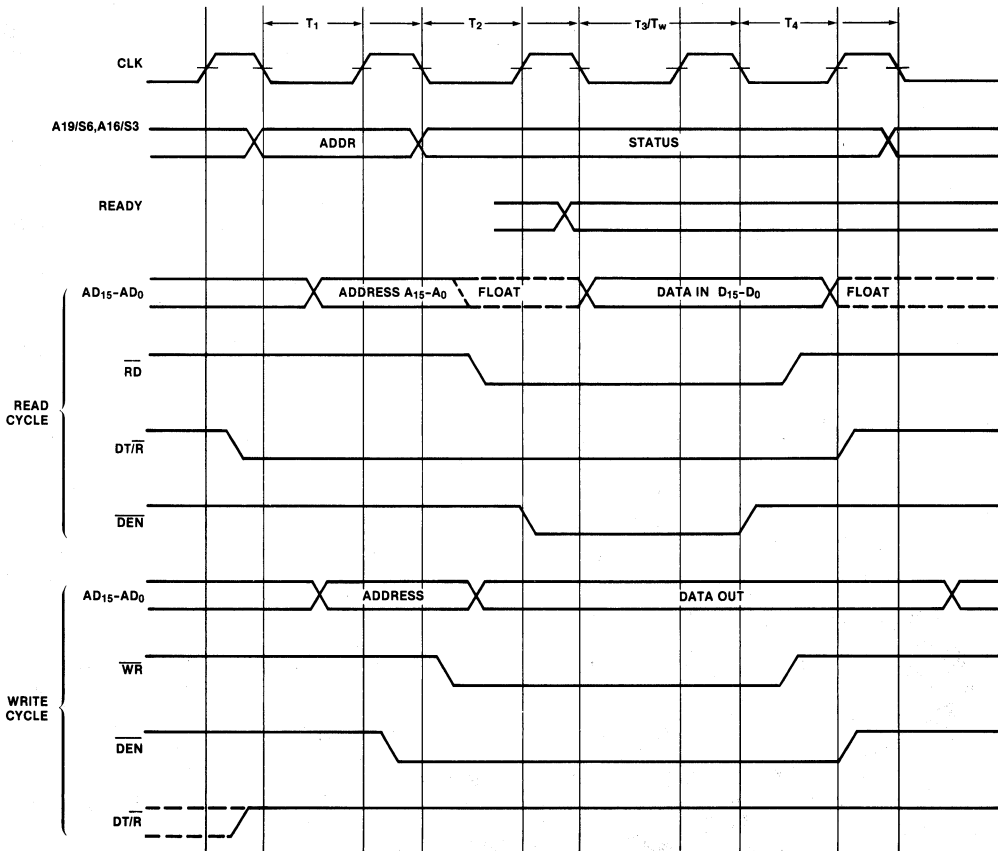 T1 T2 T3/Tw T4
CLK
A19/S6,A16/S3
ADDR STATUS
READY
AD15-AD0
ADDRESS A15-A0 FLOAT DATA IN D15-D0 FLOAT
RD
READ
CYCLE
DT/R
DEN
AD15-AD0
ADDRESS DATA OUT
WR
WRITE
CYCLE
DEN
DT/R